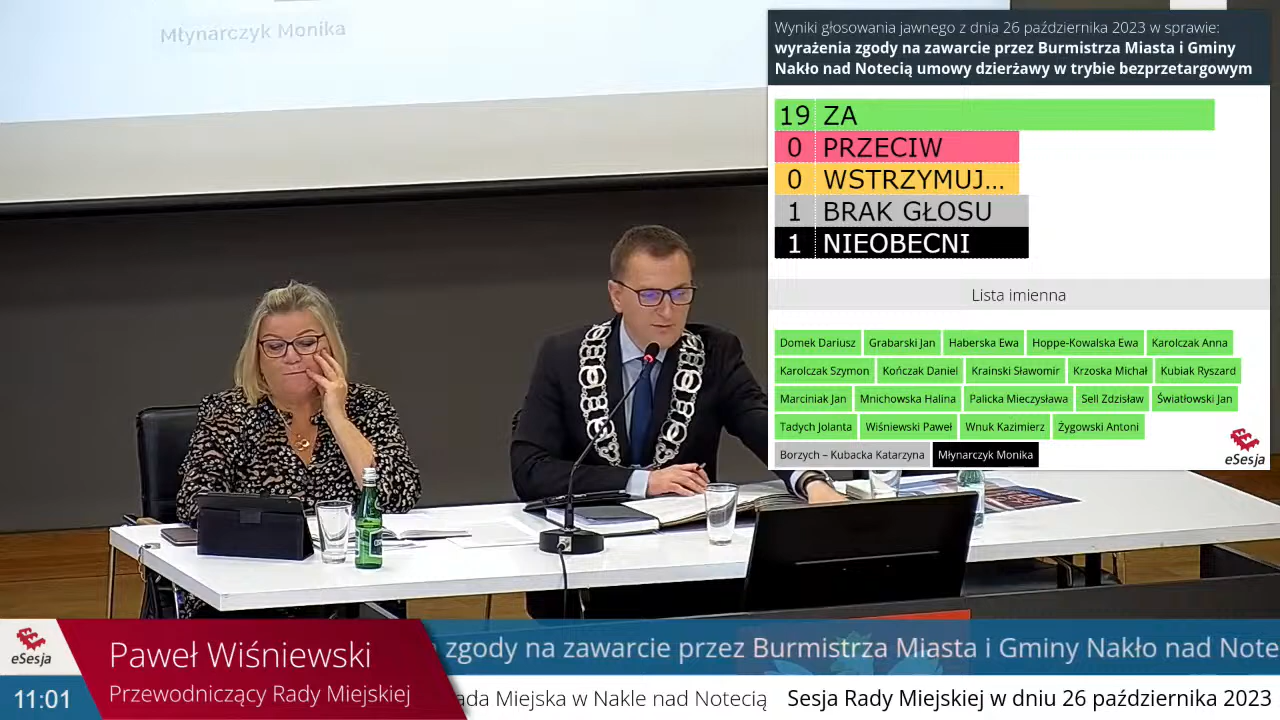 Młynarczyk Monika
Wyniki głosowania jawnego z dnia 26 października 2023 w sprawie:
wyrażenia zgody na zawarcie przez Burmistrza Miasta i Gminy
Nakło nad Notecią umowy dzierżawy w trybie bezprzetargowym
19 ZA
0 PRZECIW
0 WSTRZYMUJ...
1 BRAK GŁOSU
1 NIEOBECNI
Lista imienna
Domek Dariusz Grabarski Jan Haberska Ewa Hoppe-Kowalska Ewa Karolczak Anna
Karolczak Szymon Kończak Daniel Krainski Sławomir Krzoska Michał Kubiak Ryszard
Marciniak Jan Mnichowska Halina Palicka Mieczysława Sell Zdzisław Światłowski Jan
Tadych Jolanta Wiśniewski Paweł Wnuk Kazimierz Żygowski Antoni
Borzych – Kubacka Katarzyna Młynarczyk Monika
eSesja
eSesja
Paweł Wiśniewski
Przewodniczący Rady Miejskiej
zgody na zawarcie przez Burmistrza Miasta i Gminy Nakło nad Note
11:01
ada Miejska w Nakle nad Notecią Sesja Rady Miejskiej w dniu 26 października 2023